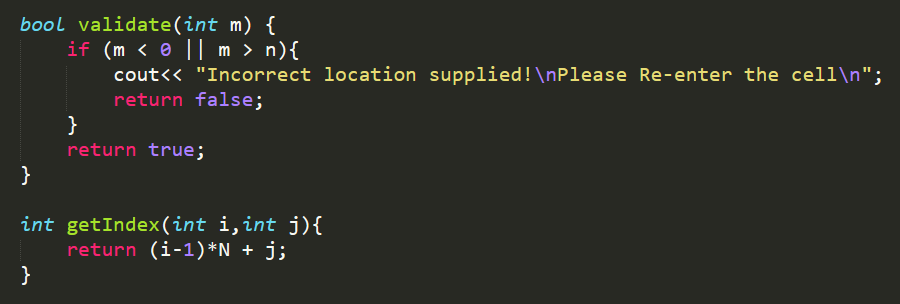 bool validate(int m) {
    if (m < 0 || m > n){
        cout<< "Incorrect location supplied!\nPlease Re-enter the cell\n";
        return false;
    }
    return true;
}

int getIndex(int i,int j){
    return (i-1)*N + j;
}